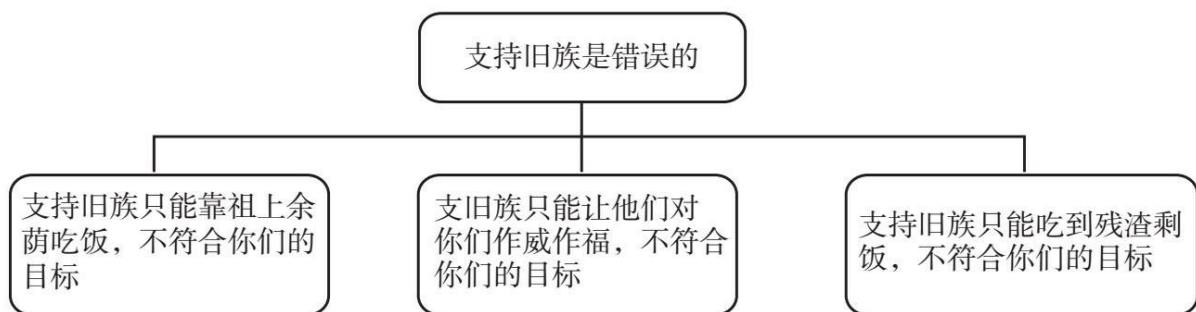 支持旧族是错误的
支持旧族只能靠祖上余
荫吃饭，不符合你们的
目标
支旧族只能让他们对
你们作威作福，不符合
你们的目标
支持旧族只能吃到残渣剩
饭，不符合你们的目标